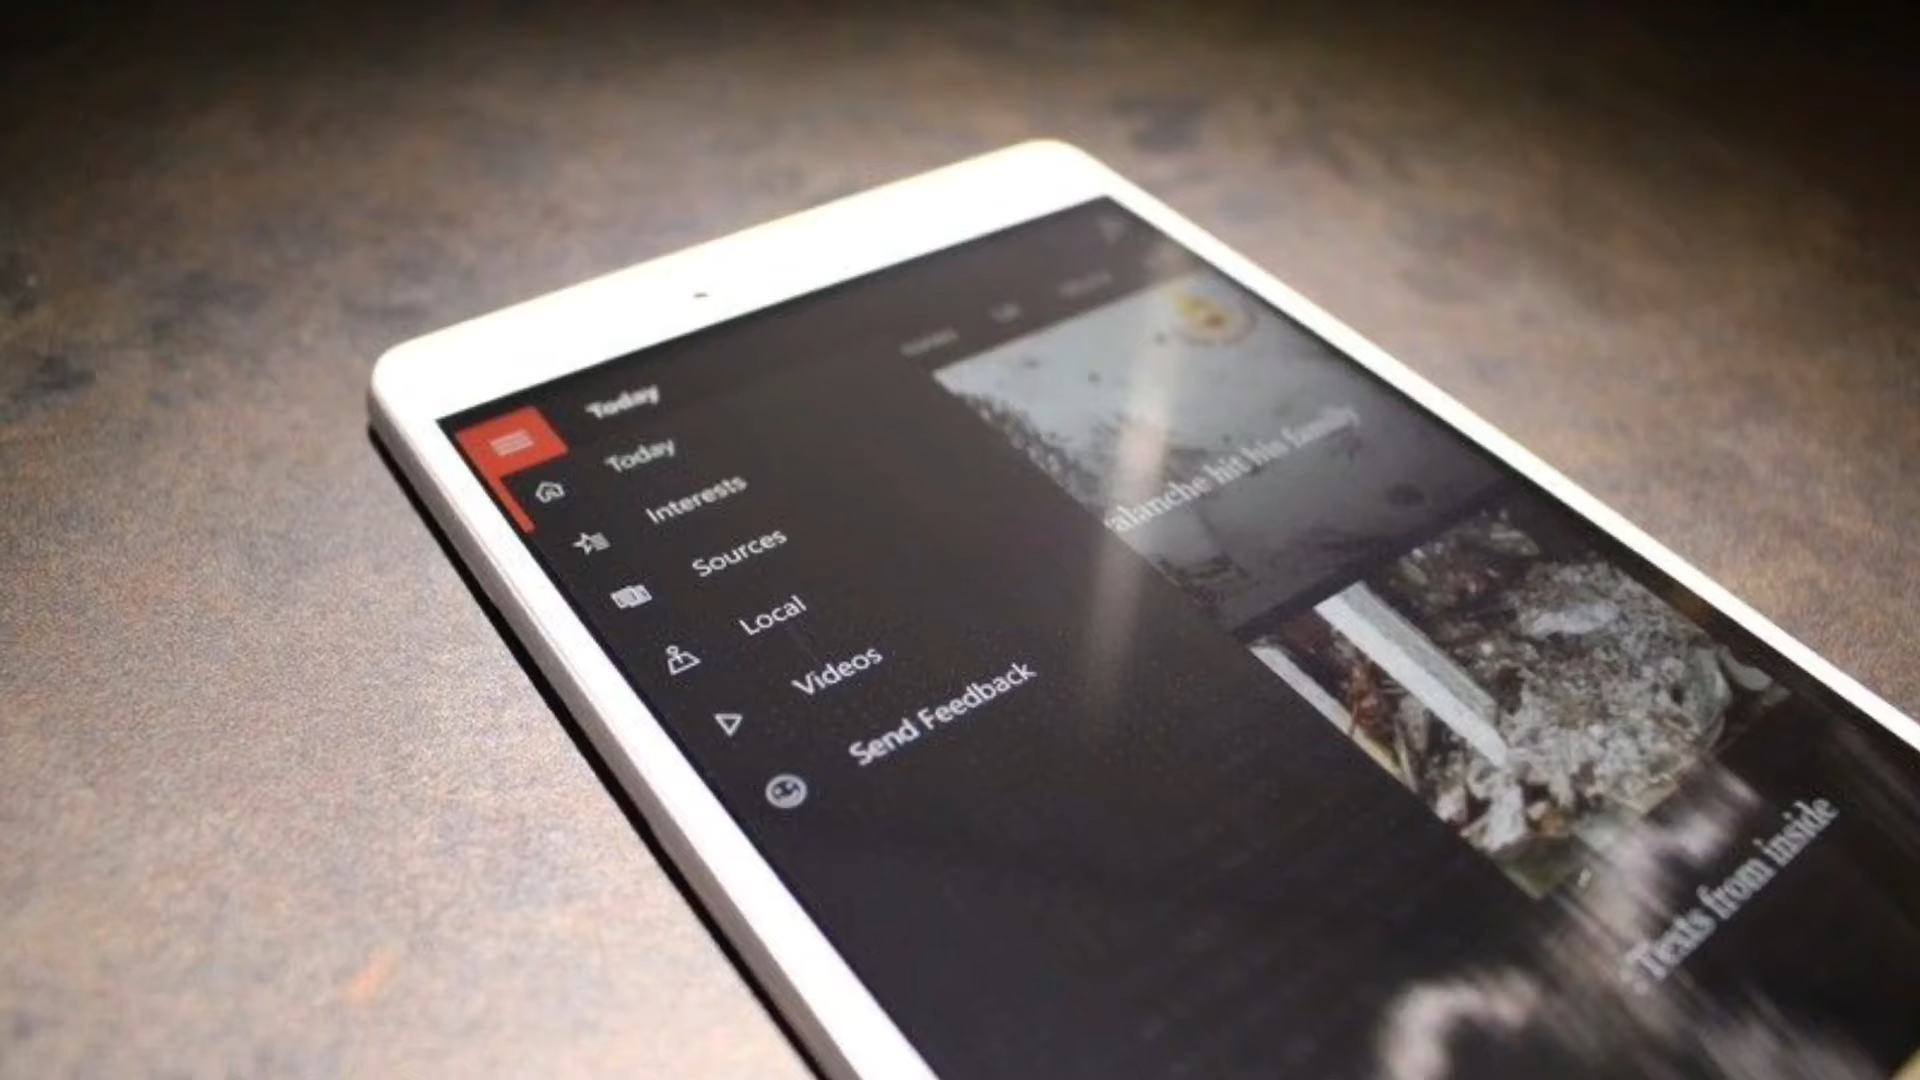 Today
Today
Interests
Sources
Local
Videos
Send Feedback
alanche hit his family
'Texts from inside